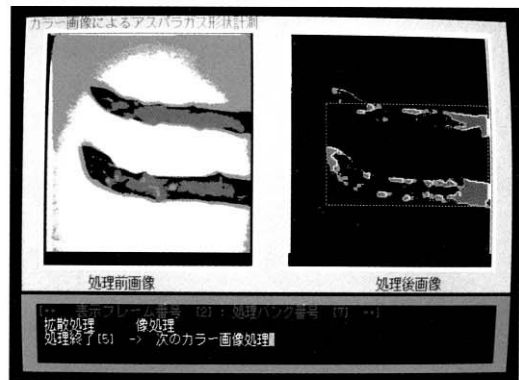 カラー画像によるアスパラガス形状計測
処理前画像
処理後画像
[** 表示フレーム番号 [2] : 処理バンク番号 [7] **]
拡散処理 像処理
処理終了[5] -> 次のカラー画像処理